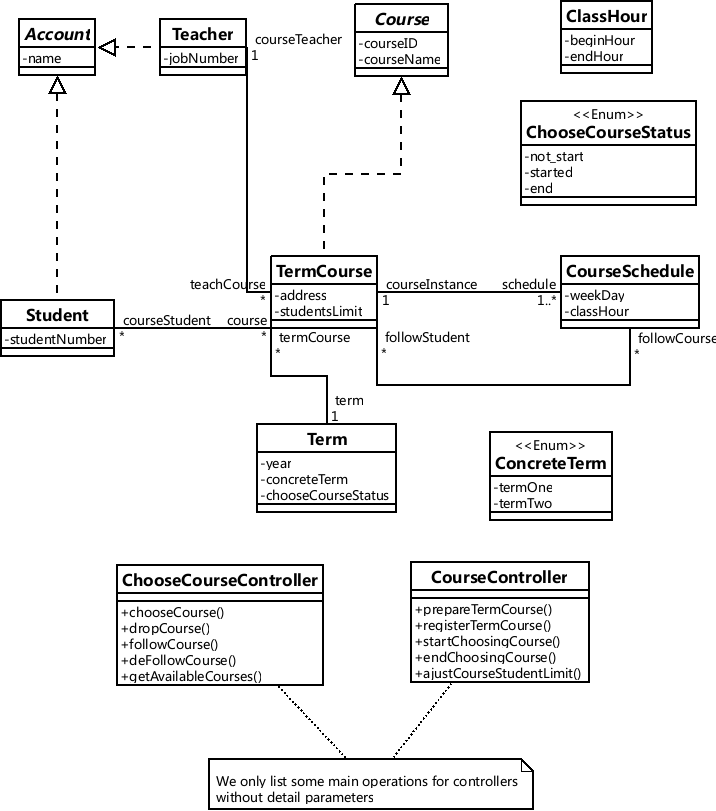 Account
-name
Teacher
-jobNumber
courseTeacher
1
Course
-courseID
-courseName
ClassHour
-beginHour
-endHour
<<Enum>>
ChooseCourseStatus
-not_start
-started
-end
teachCourse
*
TermCourse
-address
-studentsLimit
courseInstance
1
schedule
1..*
CourseSchedule
-weekDay
-classHour
Student
-studentNumber
courseStudent
*
course
*
termCourse
*
followStudent
*
followCourse
*
term
1
Term
-year
-concreteTerm
-chooseCourseStatus
<<Enum>>
ConcreteTerm
-termOne
-termTwo
ChooseCourseController
+chooseCourse()
+dropCourse()
+followCourse()
+deFollowCourse()
+getAvailableCourses()
CourseController
+prepareTermCourse()
+registerTermCourse()
+startChoosingCourse()
+endChoosingCourse()
+ajustCourseStudentLimit()
We only list some main operations for controllers
without detail parameters